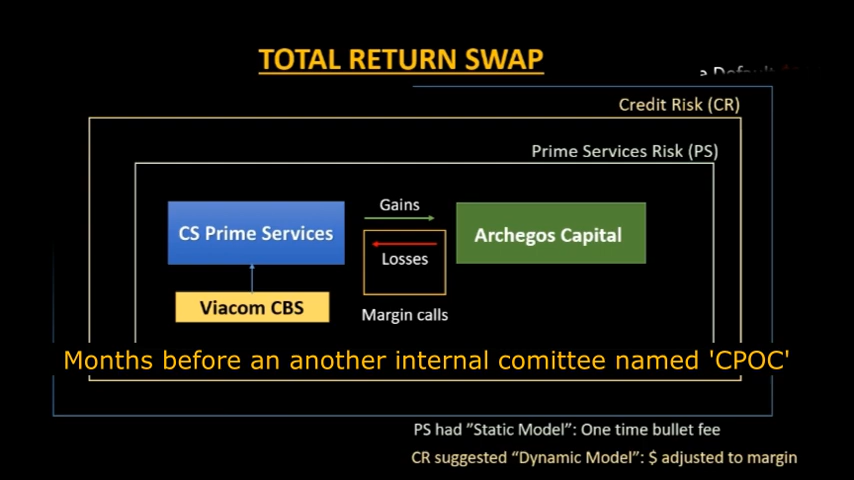 TOTAL RETURN SWAP
Credit Risk (CR)
Prime Services Risk (PS)
Gains
CS Prime Services
Archegos Capital
Losses
Viacom CBS
Margin calls
Months before an another internal comittee named 'CPOC'
PS had "Static Model": One time bullet fee
CR suggested "Dynamic Model": $ adjusted to margin